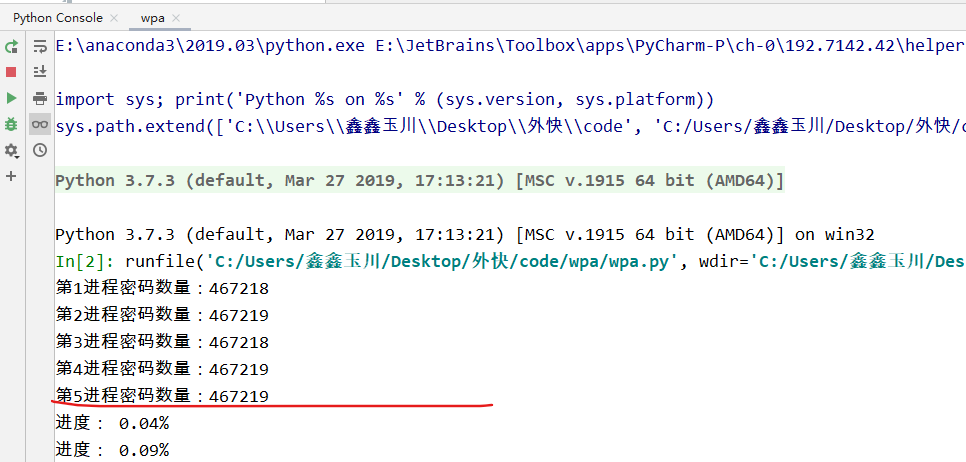 Python Console × wpa ×
E:\anaconda3\2019.03\python.exe E:\JetBrains\Toolbox\apps\PyCharm-P\ch-0\192.7142.42\helper
import sys; print('Python %s on %s' % (sys.version, sys.platform))
sys.path.extend(['C:\\Users\\鑫鑫玉川\\Desktop\\外快\\code', 'C:/Users/鑫鑫玉川/Desktop/外快/c
Python 3.7.3 (default, Mar 27 2019, 17:13:21) [MSC v.1915 64 bit (AMD64)]
Python 3.7.3 (default, Mar 27 2019, 17:13:21) [MSC v.1915 64 bit (AMD64)] on win32
In[2]: runfile('C:/Users/鑫鑫玉川/Desktop/外快/code/wpa/wpa.py', wdir='C:/Users/鑫鑫玉川/Des
第1进程密码数量：467218
第2进程密码数量：467219
第3进程密码数量：467218
第4进程密码数量：467219
第5进程密码数量：467219
进度： 0.04%
进度： 0.09%